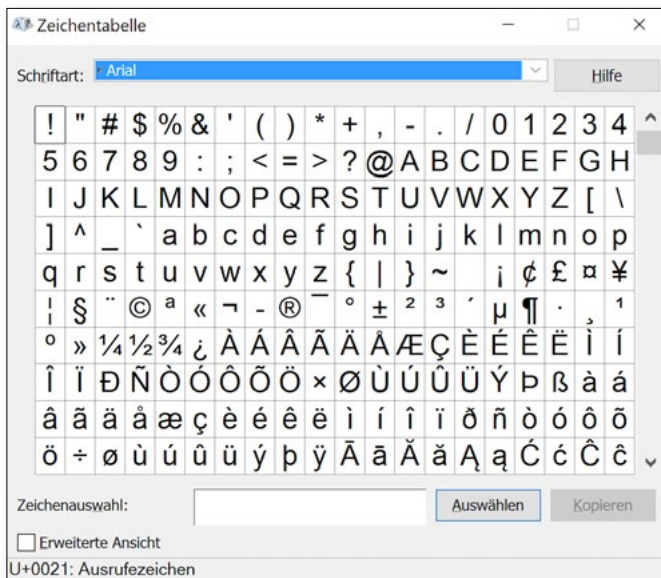 Zeichentabelle
Schriftart: Arial Hilfe
! " # $ % & ' ( ) * + , - . / 0 1 2 3 4
5 6 7 8 9 : ; < = > ? @ A B C D E F G H
I J K L M N O P Q R S T U V W X Y Z [ \
] ^ _ ` a b c d e f g h i j k l m n o p
q r s t u v w x y z { | } ~ ¡ ¢ £ ¤ ¥
¦ § ¨ © ª « ¬ - ® ¯ ° ± ² ³ ´ µ ¶ · ¸ ¹
º » ¼ ½ ¾ ¿ À Á Â Ã Ä Å Æ Ç È É Ê Ë Ì Í
Î Ï Ð Ñ Ò Ó Ô Õ Ö × Ø Ù Ú Û Ü Ý Þ ß à á
â ã ä å æ ç è é ê ë ì í î ï ð ñ ò ó ô õ
ö ÷ ø ù ú û ü ý þ ÿ Ā ā Ă ă Ą ą Ć ć Ĉ ĉ
Zeichenauswahl: Auswählen Kopieren
Erweiterte Ansicht
U+0021: Ausrufezeichen